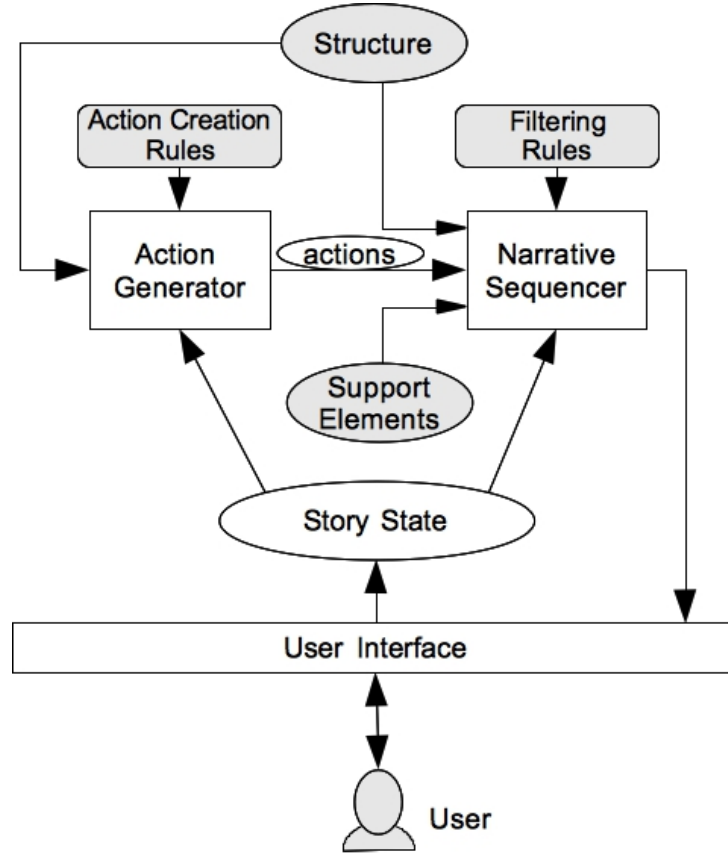 Structure
Action Creation
Rules
Filtering
Rules
Action
Generator
actions
Narrative
Sequencer
Support
Elements
Story State
User Interface
User